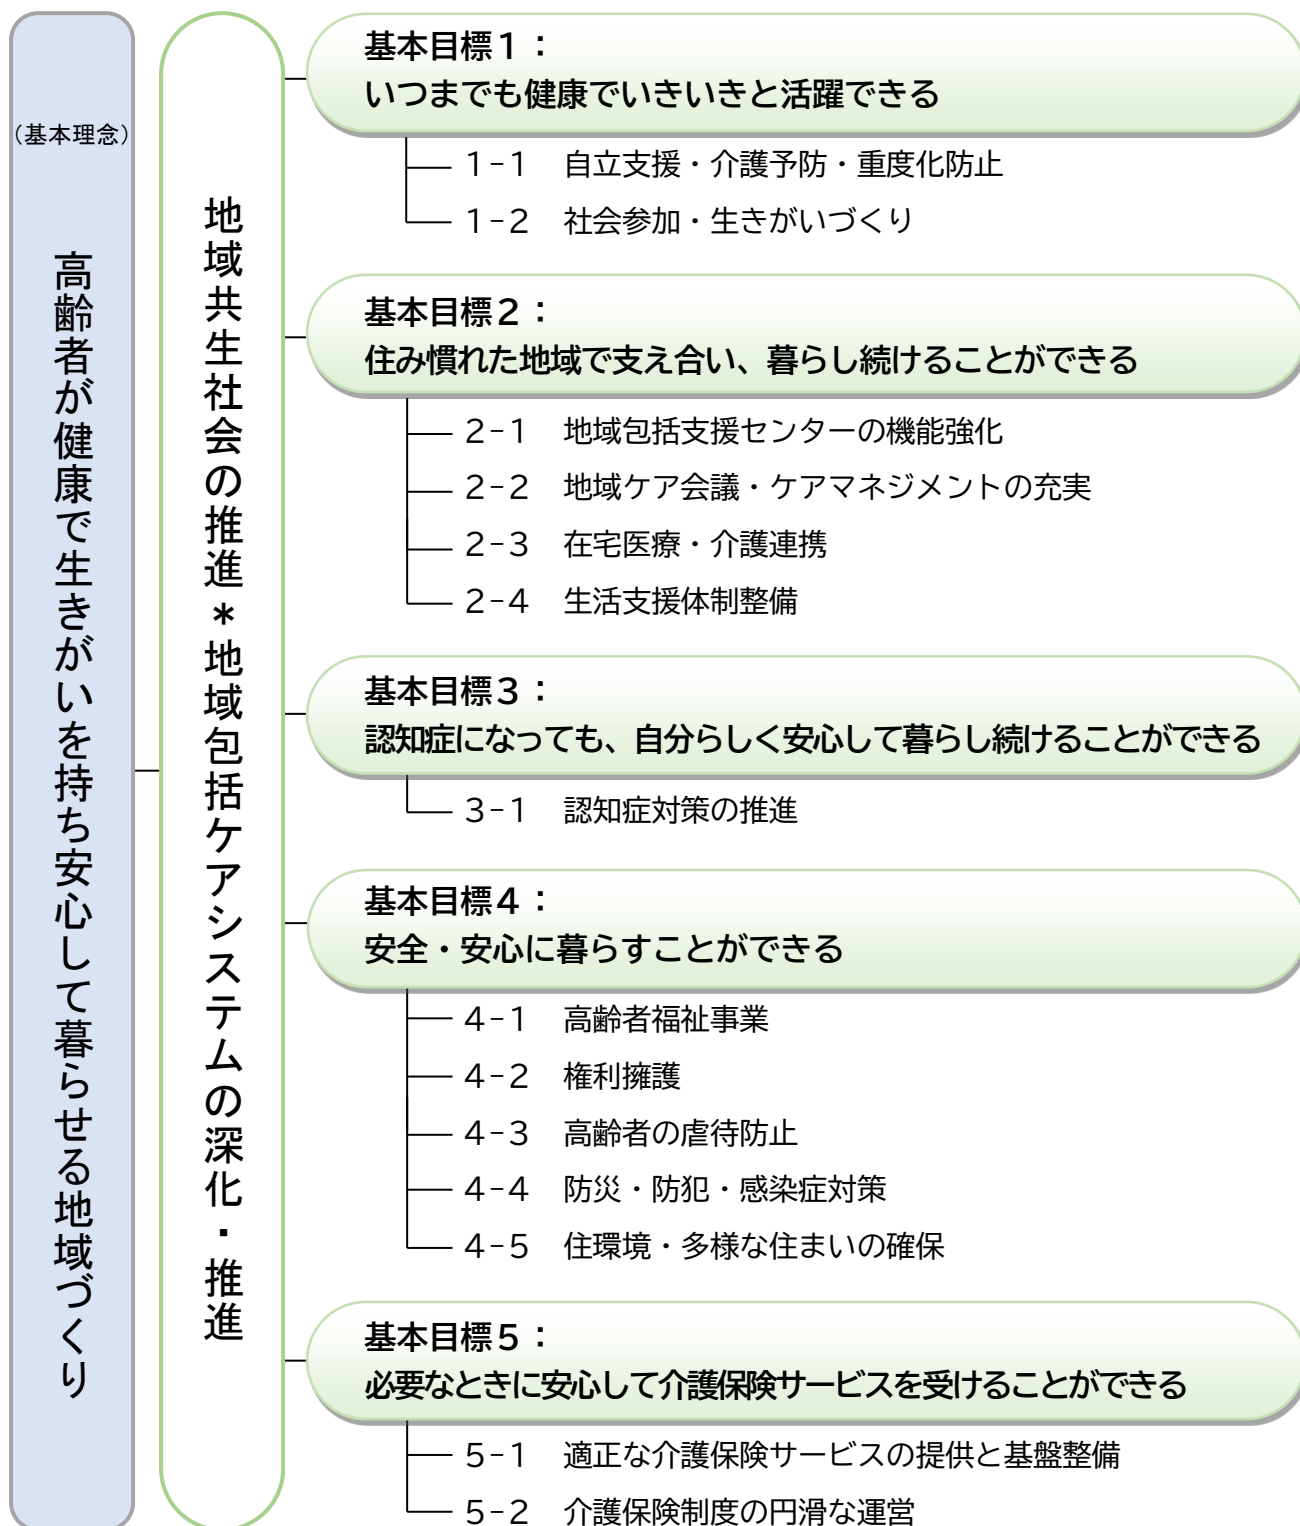 （基本理念）
高齢者が健康で生きがいを持ち安心して暮らせる地域づくり
地域共生社会の推進＊地域包括ケアシステムの深化・推進
基本目標１：
いつまでも健康でいきいきと活躍できる
１-１　自立支援・介護予防・重度化防止
１-２　社会参加・生きがいづくり
基本目標２：
住み慣れた地域で支え合い、暮らし続けることができる
２-１　地域包括支援センターの機能強化
２-２　地域ケア会議・ケアマネジメントの充実
２-３　在宅医療・介護連携
２-４　生活支援体制整備
基本目標３：
認知症になっても、自分らしく安心して暮らし続けることができる
３-１　認知症対策の推進
基本目標４：
安全・安心に暮らすことができる
４-１　高齢者福祉事業
４-２　権利擁護
４-３　高齢者の虐待防止
４-４　防災・防犯・感染症対策
４-５　住環境・多様な住まいの確保
基本目標５：
必要なときに安心して介護保険サービスを受けることができる
５-１　適正な介護保険サービスの提供と基盤整備
５-２　介護保険制度の円滑な運営